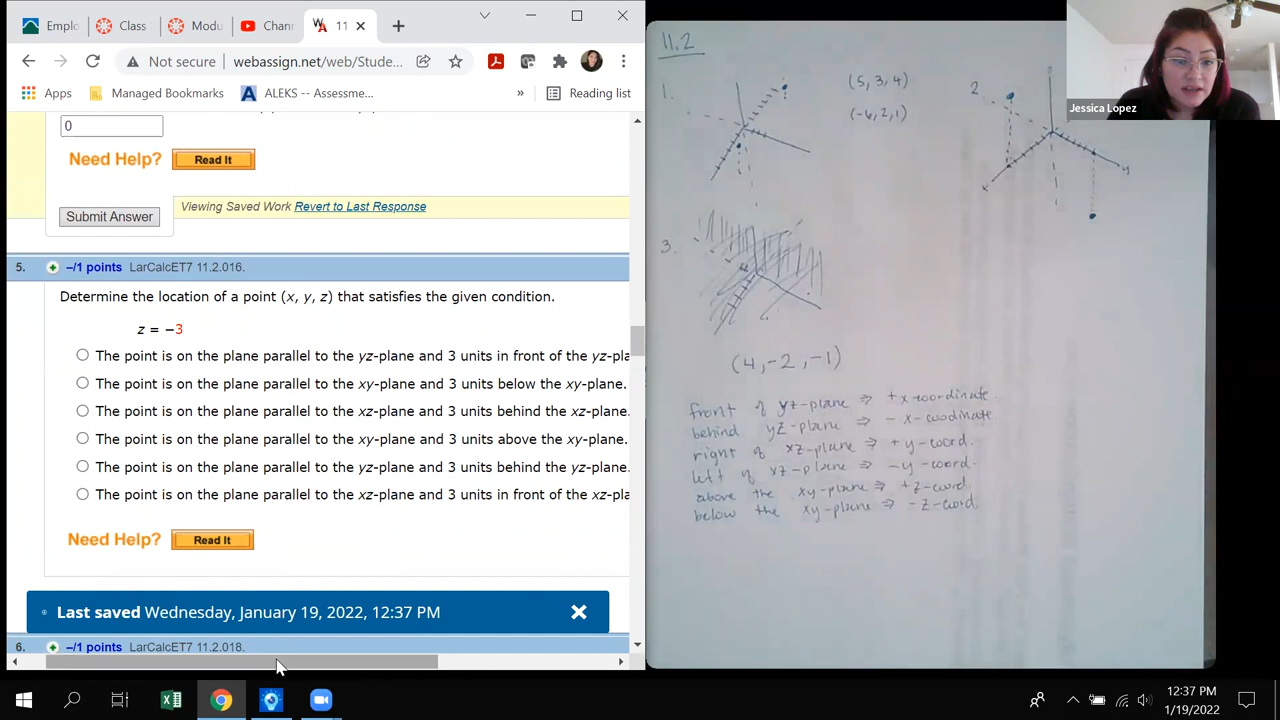 Emplo
Class
Modu
Chann
11
Not secure
webassign.net/web/Stude...
Apps
Managed Bookmarks
ALEKS -- Assessme...
»
Reading list
0
Need Help?
Read It
Submit Answer
Viewing Saved Work Revert to Last Response
5.
–/1 points
LarCalcET7 11.2.016.
Determine the location of a point (x, y, z) that satisfies the given condition.
z = −3
The point is on the plane parallel to the yz-plane and 3 units in front of the yz-pla
The point is on the plane parallel to the xy-plane and 3 units below the xy-plane.
The point is on the plane parallel to the xz-plane and 3 units behind the xz-plane.
The point is on the plane parallel to the xy-plane and 3 units above the xy-plane.
The point is on the plane parallel to the yz-plane and 3 units behind the yz-plane.
The point is on the plane parallel to the xz-plane and 3 units in front of the xz-pla
Need Help?
Read It
Last saved Wednesday, January 19, 2022, 12:37 PM
6.
–/1 points
LarCalcET7 11.2.018.
11.2
1.
(5, 3, 4)
(-6, 2, 1)
2
x
y
3.
(4, -2, -1)
front of yz-plane ⇒ +x-coordinate.
behind yz-plane ⇒ - x-coodinate
right of xz-plane ⇒ +y-coord.
left of xz-plane ⇒ -y-coord.
above the xy-plane ⇒ +z-coord
below the xy-plane ⇒ -z-coord.
Jessica Lopez
12:37 PM
1/19/2022